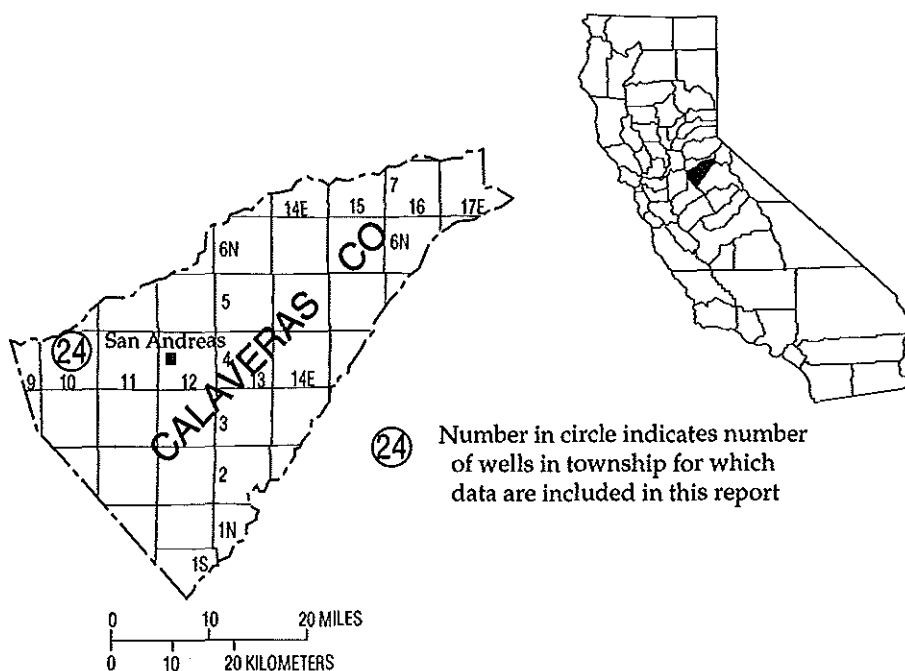 7
14E 15 16 17E
6N 6N
CALAVERAS CO
5
24 San Andreas
4
9 10 11 12 13 14E
3
2
1N
1S
0 10 20 MILES
0 10 20 KILOMETERS
24 Number in circle indicates number
of wells in township for which
data are included in this report